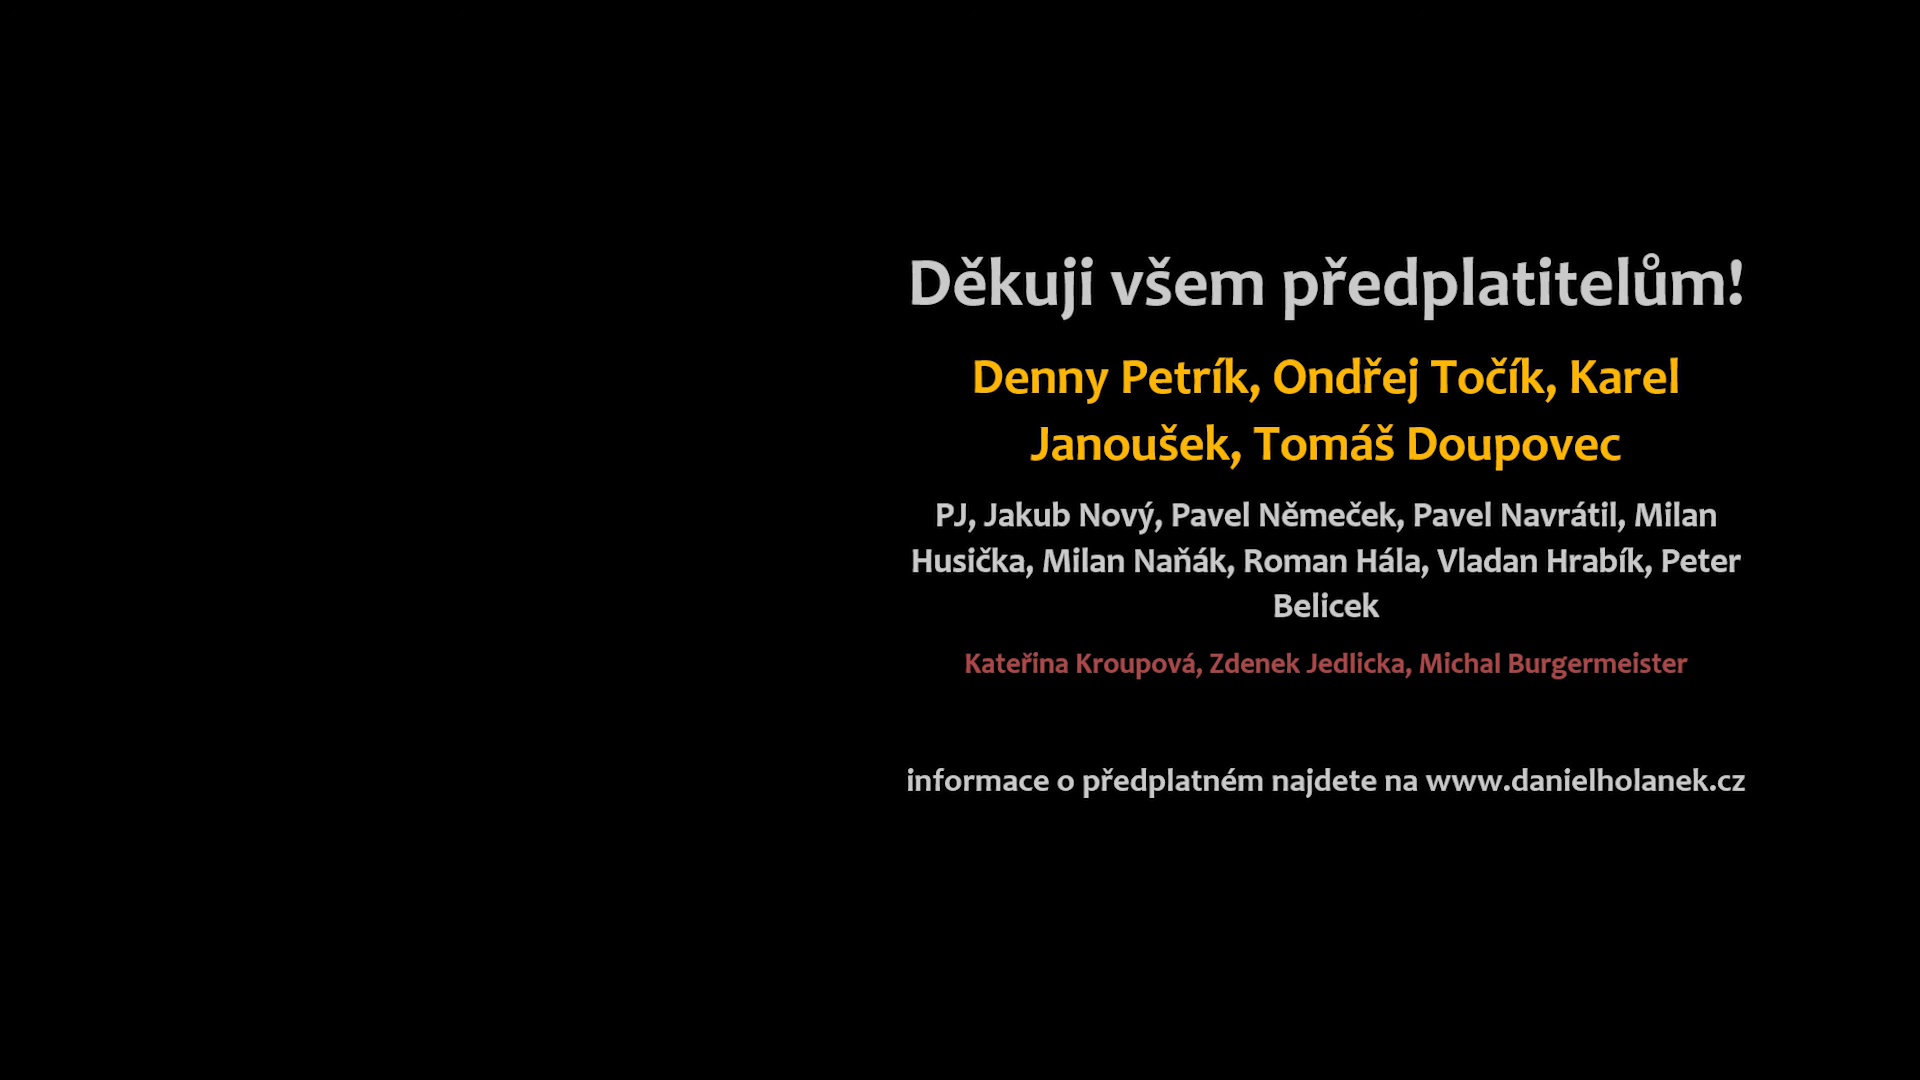 Děkuji všem předplatitelům!
Denny Petrík, Ondřej Točík, Karel
Janoušek, Tomáš Doupovec
PJ, Jakub Nový, Pavel Němeček, Pavel Navrátil, Milan
Husička, Milan Naňák, Roman Hála, Vladan Hrabík, Peter
Belicek
Kateřina Kroupová, Zdenek Jedlicka, Michal Burgermeister
informace o předplatném najdete na www.danielholanek.cz